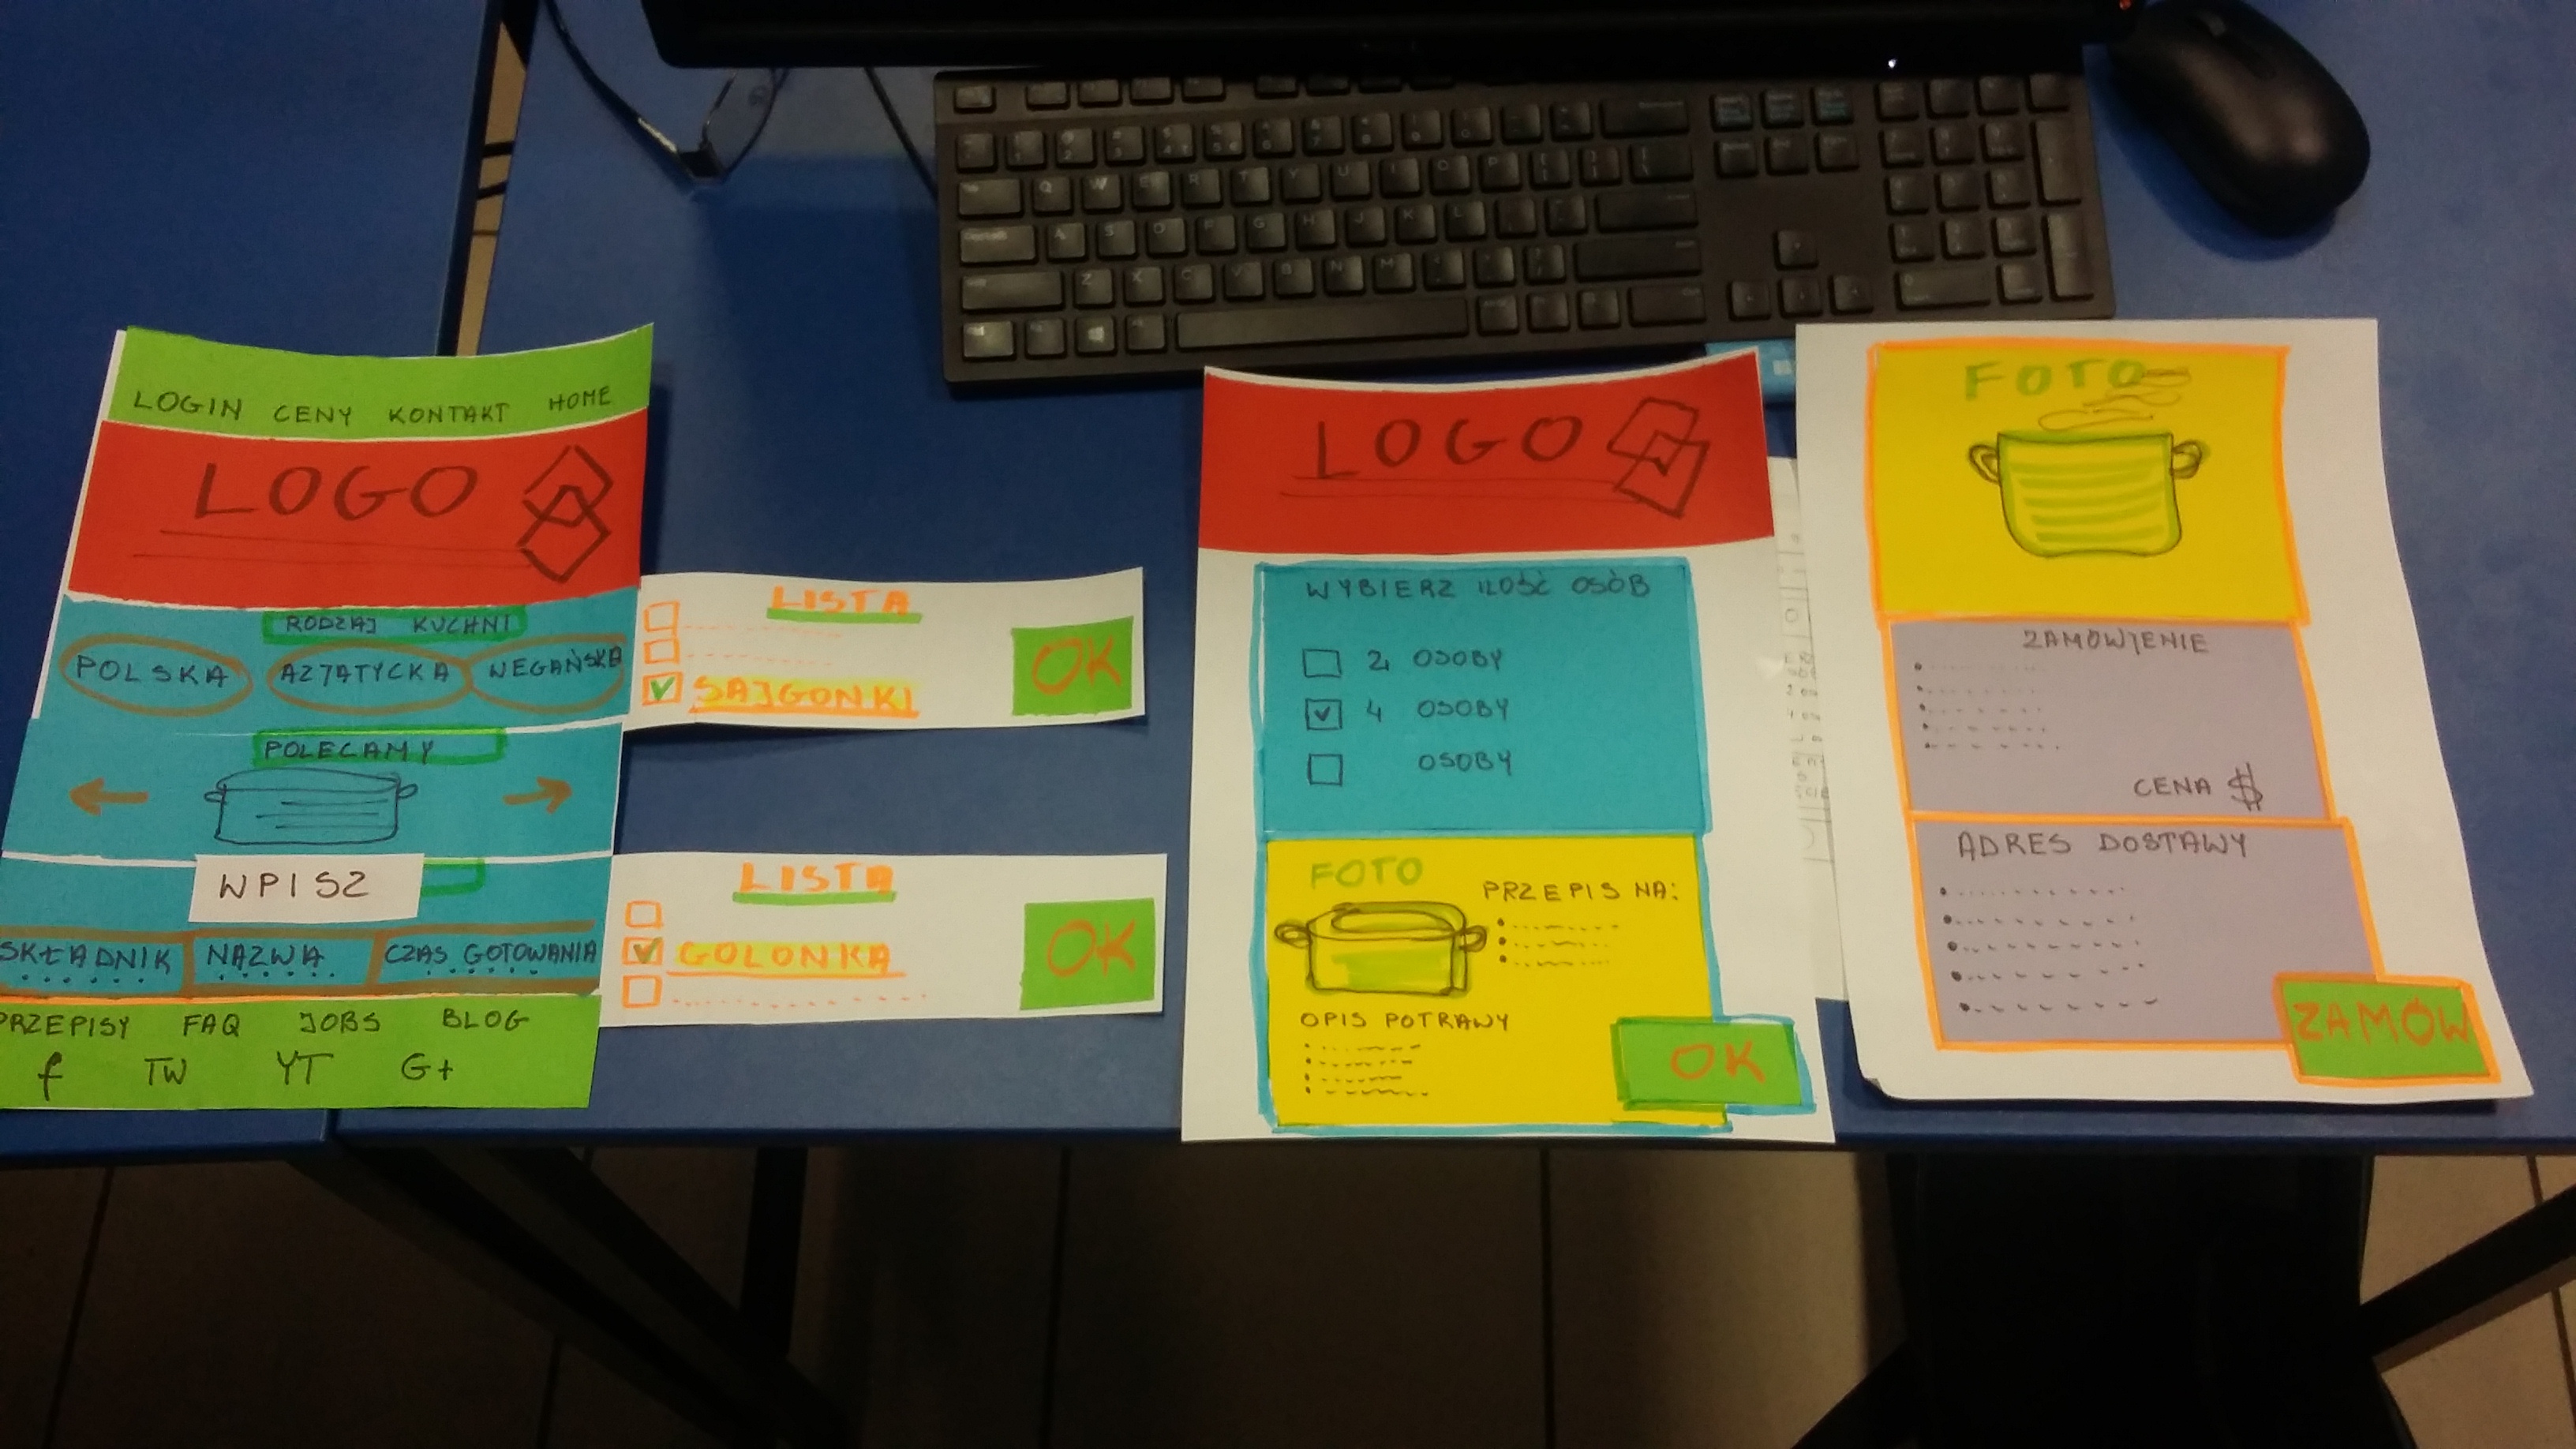 LOGIN CENY KONTAKT HOME
LOGO
RODZAJ KUCHNI
POLSKA AZJATYCKA WEGAŃSKA
POLECAMY
WPISZ
SKŁADNIK NAZWA CZAS GOTOWANIA
PRZEPISY FAQ JOBS BLOG
f TW YT G+
LISTA
SAJGONKI
OK
LISTA
GOLONKA
OK
LOGO
WYBIERZ ILOŚĆ OSÓB
2 OSOBY
4 OSOBY
OSOBY
FOTO
PRZEPIS NA:
OPIS POTRAWY
OK
FOTO
ZAMÓWIENIE
CENA $
ADRES DOSTAWY
ZAMÓW